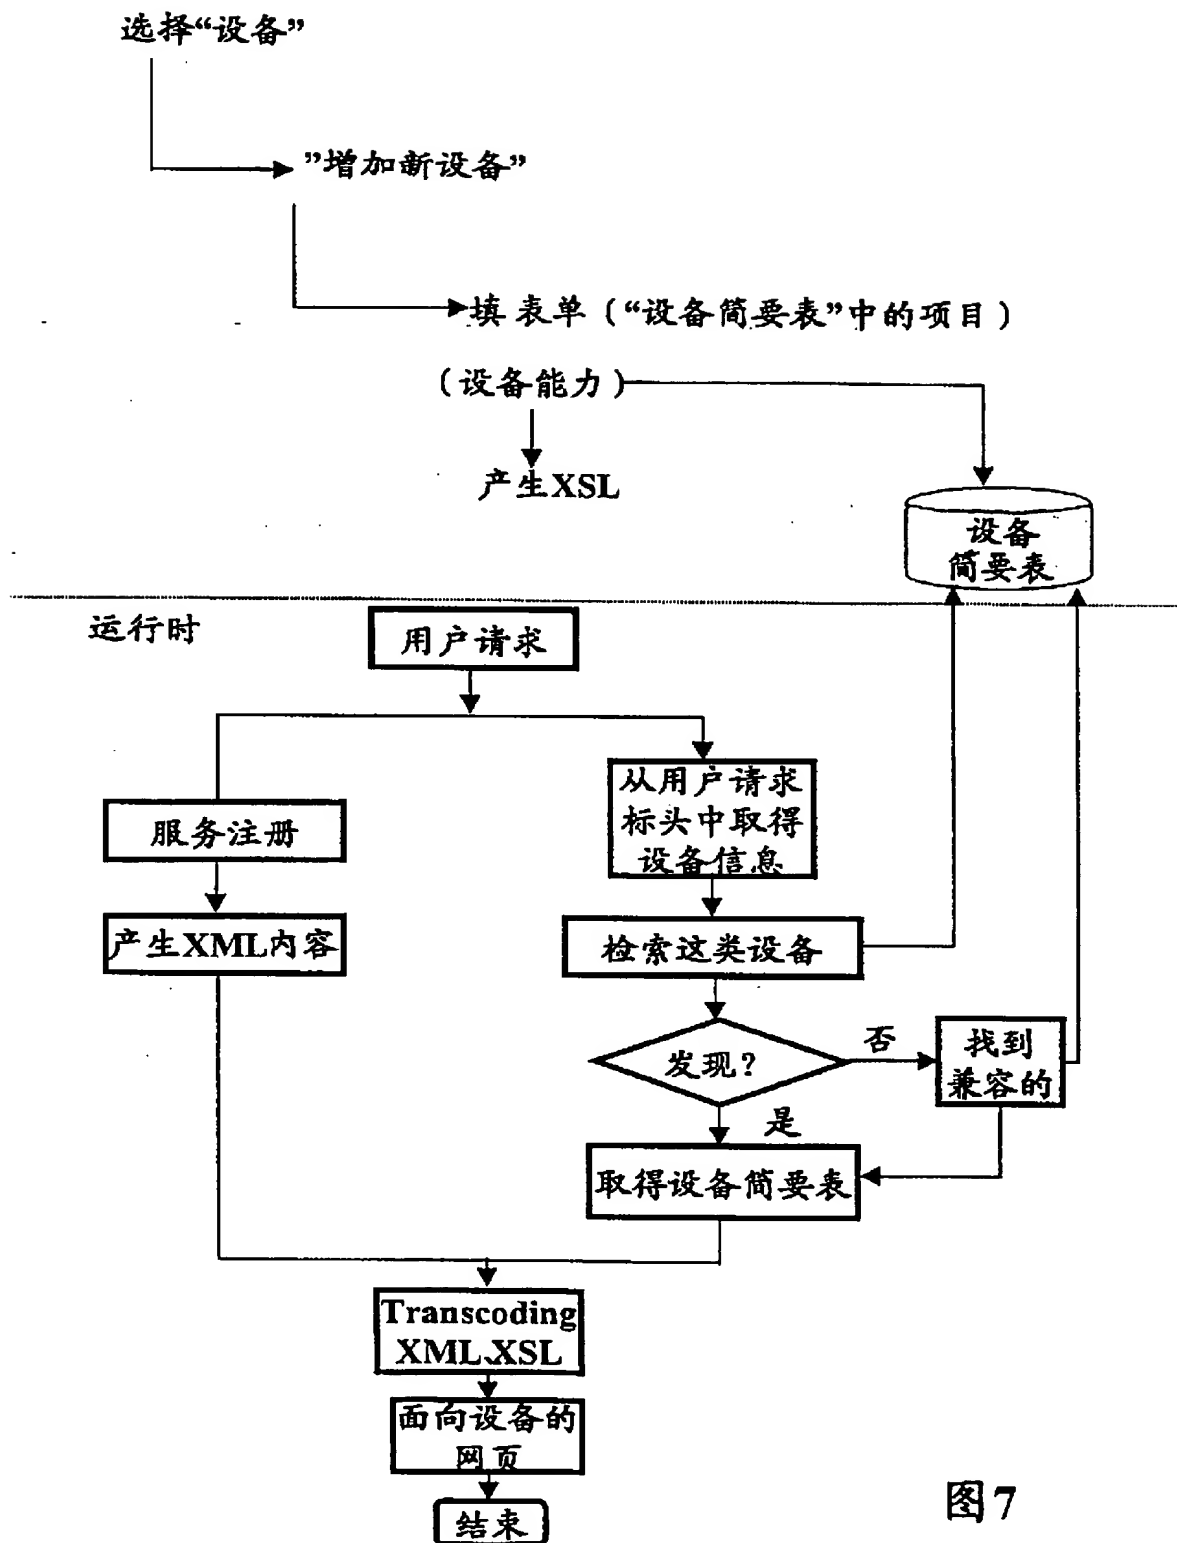 选择“设备”
”增加新设备”
填表单(“设备简要表”中的项目)
(设备能力)
产生XSL
设备
简要表
运行时
用户请求
从用户请求
标头中取得
设备信息
服务注册
产生XML内容
检索这类设备
发现?
否
找到
兼容的
是
取得设备简要表
Transcoding
XML、XSL
面向设备的
网页
结束
图7